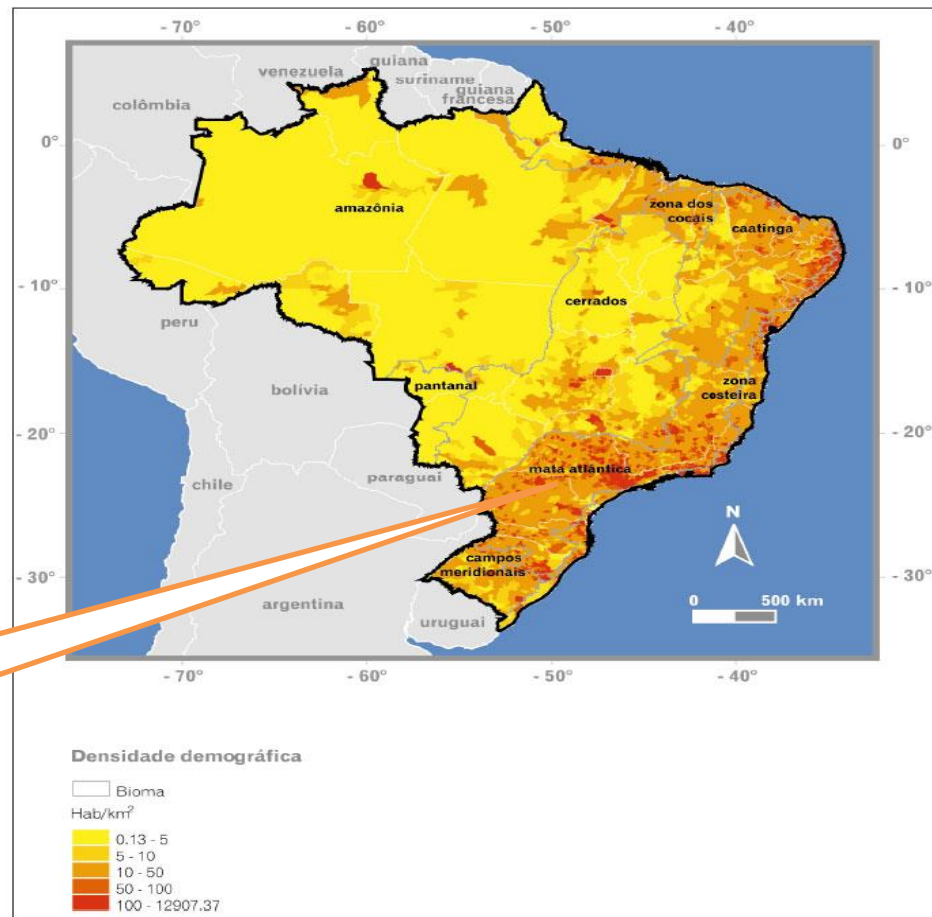 - 70°
- 60°
- 50°
- 40°
guiana
venezuela
suriname
guiana
francesa
colômbia
0°
0°
amazônia
zona dos
cocais
caatinga
- 10°
- 10°
cerrados
peru
bolívia
pantanal
zona
costeira
- 20°
- 20°
mata atlântica
paraguai
chile
N
campos
meridionais
- 30°
- 30°
0 500 km
argentina
uruguai
- 70°
- 60°
- 50°
- 40°
Densidade demográfica
Bioma
Hab/km²
0.13 - 5
5 - 10
10 - 50
50 - 100
100 - 12907.37